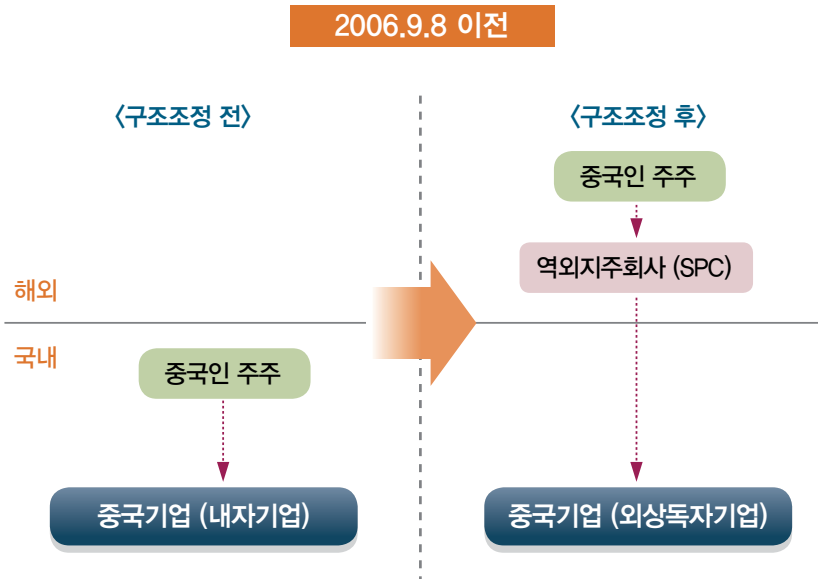 2006.9.8 이전
〈구조조정 전〉
해외
국내
중국인 주주
중국기업 (내자기업)
〈구조조정 후〉
중국인 주주
역외지주회사 (SPC)
중국기업 (외상독자기업)